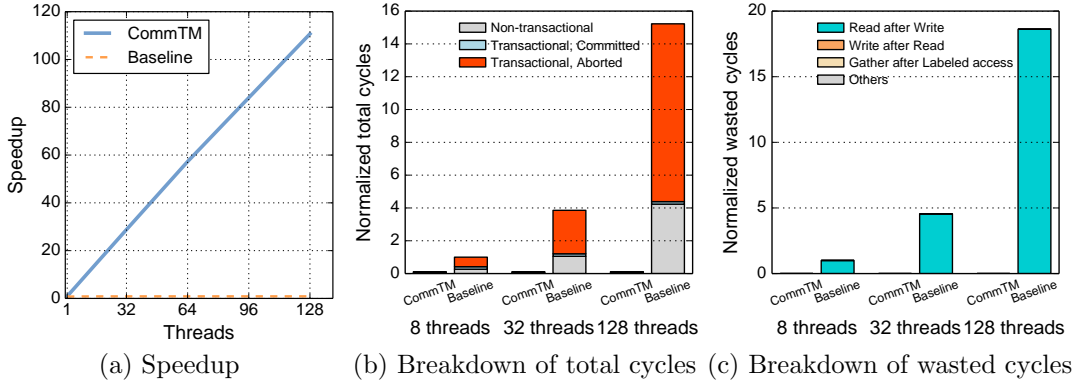 120
100
80
60
40
20
0
Speedup
CommTM
Baseline
1 32 64 96 128
Threads
(a) Speedup
16
14
12
10
8
6
4
2
0
Normalized total cycles
Non-transactional
Transactional, Committed
Transactional, Aborted
CommTM Baseline CommTM Baseline CommTM Baseline
8 threads 32 threads 128 threads
(b) Breakdown of total cycles
20
15
10
5
0
Normalized wasted cycles
Read after Write
Write after Read
Gather after Labeled access
Others
CommTM Baseline CommTM Baseline CommTM Baseline
8 threads 32 threads 128 threads
(c) Breakdown of wasted cycles